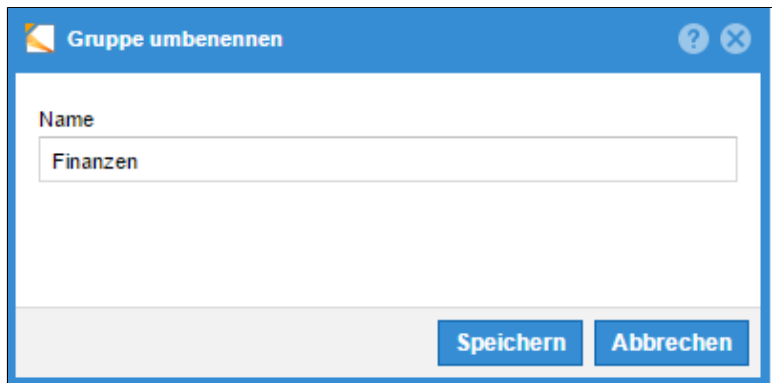 Gruppe umbenennen
?
Name
Finanzen
Speichern Abbrechen